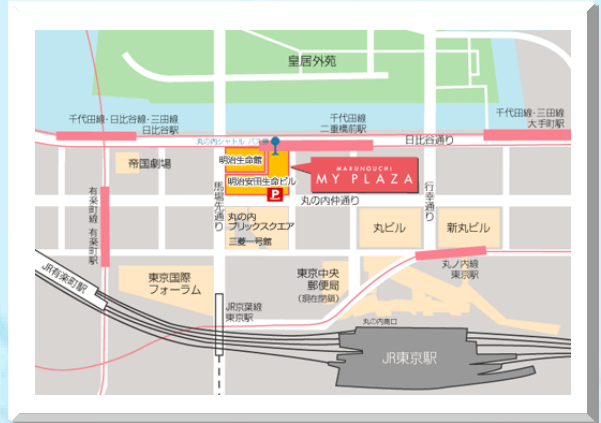 皇居外苑
千代田線・日比谷線・三田線
日比谷駅
千代田線
二重橋前駅
千代田線・三田線
大手町駅
丸の内シャトル バス停
日比谷通り
帝国劇場
明治生命館
明治安田生命ビル
MARUNOUCHI
MY PLAZA
P
有楽町線 有楽町駅
馬場先通り
丸の内仲通り
行幸通り
丸の内
ブリックスクエア
三菱一号館
丸ビル
新丸ビル
丸ノ内線
東京駅
JR有楽町駅
東京国際
フォーラム
東京中央
郵便局
(現在閉鎖)
JR京葉線
東京駅
丸の内南口
JR東京駅